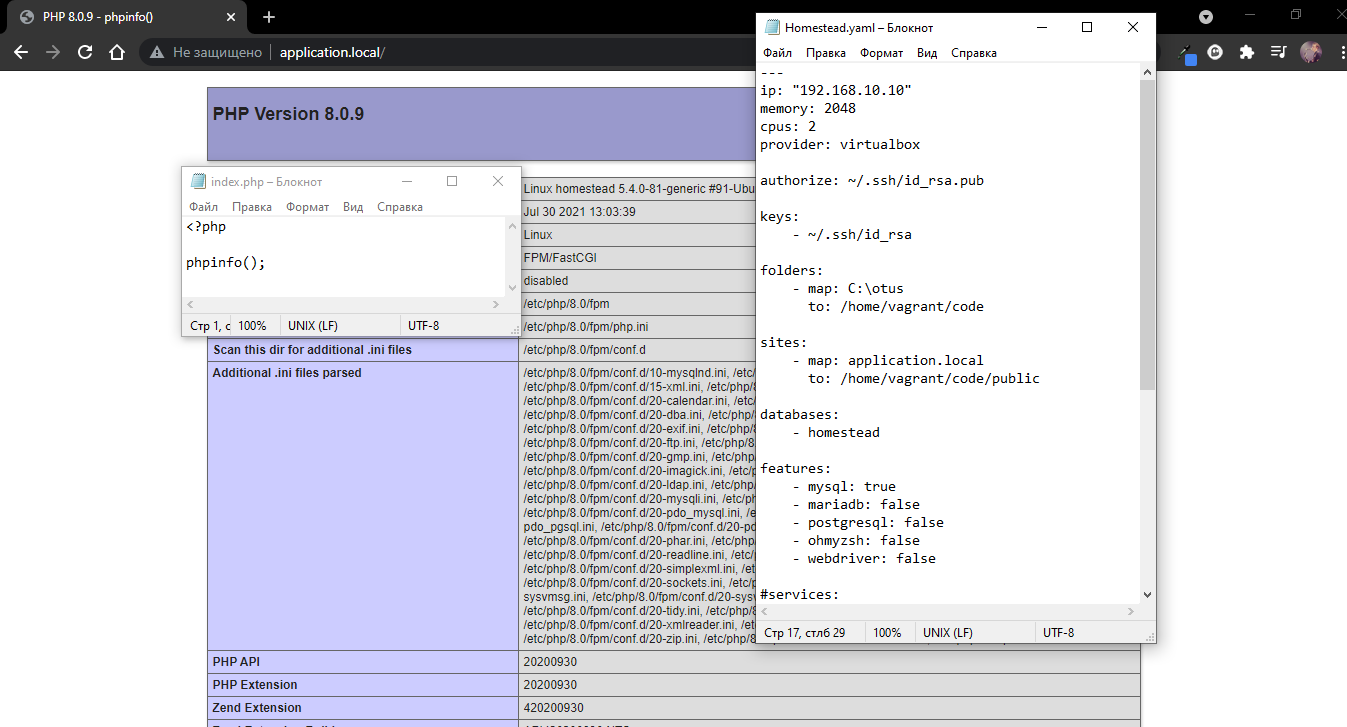 PHP 8.0.9 - phpinfo()
Не защищено
application.local/
PHP Version 8.0.9
Linux homestead 5.4.0-81-generic #91-Ubu
Jul 30 2021 13:03:39
Linux
FPM/FastCGI
disabled
/etc/php/8.0/fpm
/etc/php/8.0/fpm/php.ini
Scan this dir for additional .ini files
/etc/php/8.0/fpm/conf.d
Additional .ini files parsed
/etc/php/8.0/fpm/conf.d/10-mysqlnd.ini, /etc
/etc/php/8.0/fpm/conf.d/15-xml.ini, /etc/php/8
/etc/php/8.0/fpm/conf.d/20-calendar.ini, /etc/
/etc/php/8.0/fpm/conf.d/20-dba.ini, /etc/php/8
/etc/php/8.0/fpm/conf.d/20-exif.ini, /etc/php/8.
/etc/php/8.0/fpm/conf.d/20-ftp.ini, /etc/php/8.
/etc/php/8.0/fpm/conf.d/20-gmp.ini, /etc/php/
/etc/php/8.0/fpm/conf.d/20-imagick.ini, /etc/p
/etc/php/8.0/fpm/conf.d/20-ldap.ini, /etc/php/
/etc/php/8.0/fpm/conf.d/20-mysqli.ini, /etc/ph
/etc/php/8.0/fpm/conf.d/20-pdo_mysql.ini, /e
pdo_pgsql.ini, /etc/php/8.0/fpm/conf.d/20-pd
/etc/php/8.0/fpm/conf.d/20-phar.ini, /etc/php/
/etc/php/8.0/fpm/conf.d/20-readline.ini, /etc/p
/etc/php/8.0/fpm/conf.d/20-simplexml.ini, /et
/etc/php/8.0/fpm/conf.d/20-sockets.ini, /etc/p
sysvmsg.ini, /etc/php/8.0/fpm/conf.d/20-sysv
/etc/php/8.0/fpm/conf.d/20-tidy.ini, /etc/php/8
/etc/php/8.0/fpm/conf.d/20-xmlreader.ini, /etc
/etc/php/8.0/fpm/conf.d/20-zip.ini, /etc/php/8
PHP API
20200930
PHP Extension
20200930
Zend Extension
420200930
index.php – Блокнот
Файл Правка Формат Вид Справка
<?php
phpinfo();
Стр 1, с 100% UNIX (LF) UTF-8
Homestead.yaml – Блокнот
Файл Правка Формат Вид Справка
---
ip: "192.168.10.10"
memory: 2048
cpus: 2
provider: virtualbox
authorize: ~/.ssh/id_rsa.pub
keys:
- ~/.ssh/id_rsa
folders:
- map: C:\otus
to: /home/vagrant/code
sites:
- map: application.local
to: /home/vagrant/code/public
databases:
- homestead
features:
- mysql: true
- mariadb: false
- postgresql: false
- ohmyzsh: false
- webdriver: false
#services:
Стр 17, стлб 29 100% UNIX (LF) UTF-8